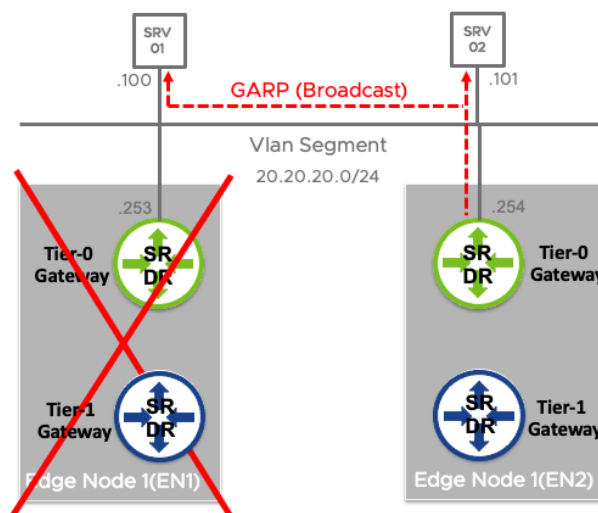 SRV
01
SRV
02
.100
.101
GARP (Broadcast)
Vlan Segment
20.20.20.0/24
.253
.254
Tier-0
Gateway
SR
DR
SR
DR
Tier-0
Gateway
Tier-1
Gateway
SR
DR
SR
DR
Tier-1
Gateway
Edge Node 1(EN1)
Edge Node 1(EN2)